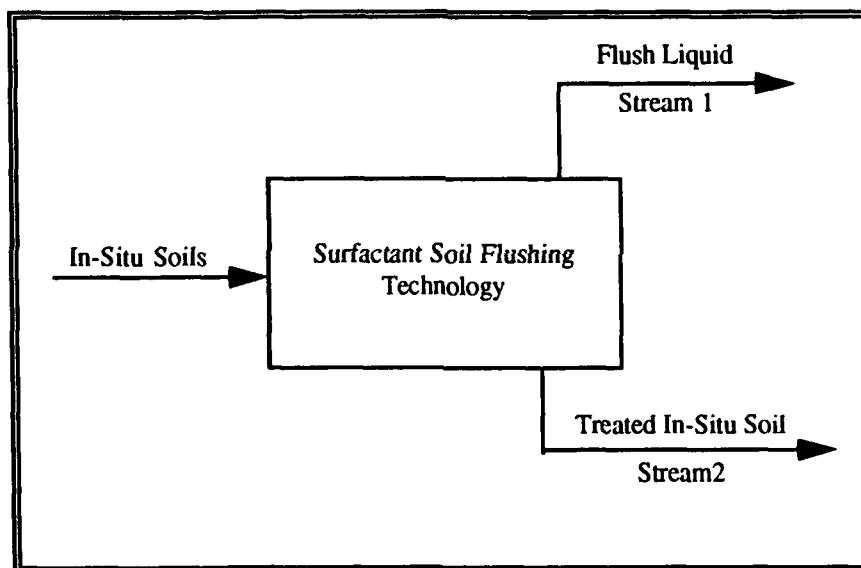 Flush Liquid
Stream 1
In-Situ Soils
Surfactant Soil Flushing
Technology
Treated In-Situ Soil
Stream2